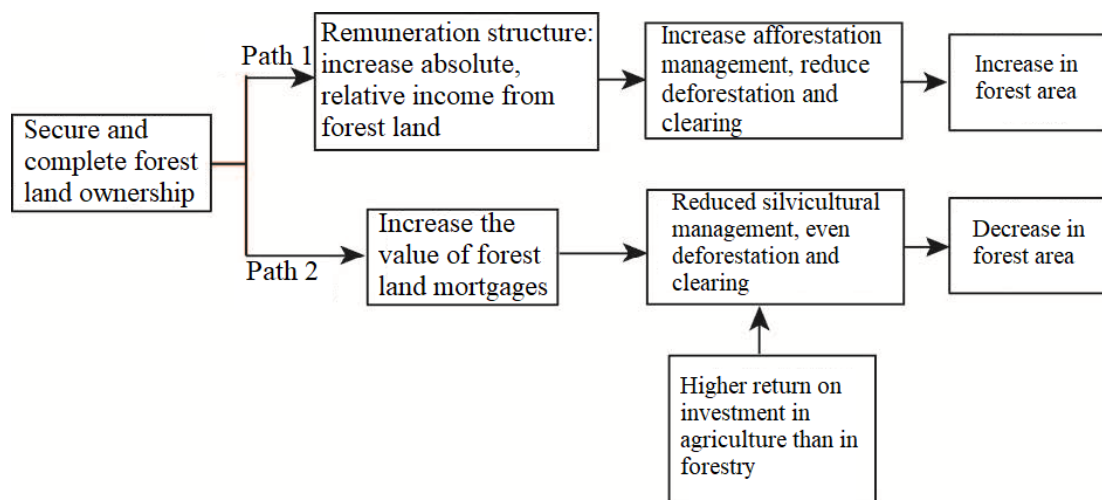 Secure and
complete forest
land ownership
Path 1
Remuneration structure:
increase absolute,
relative income from
forest land
Increase afforestation
management, reduce
deforestation and
clearing
Increase in
forest area
Path 2
Increase the
value of forest
land mortgages
Reduced silvicultural
management, even
deforestation and
clearing
Decrease in
forest area
Higher return on
investment in
agriculture than in
forestry